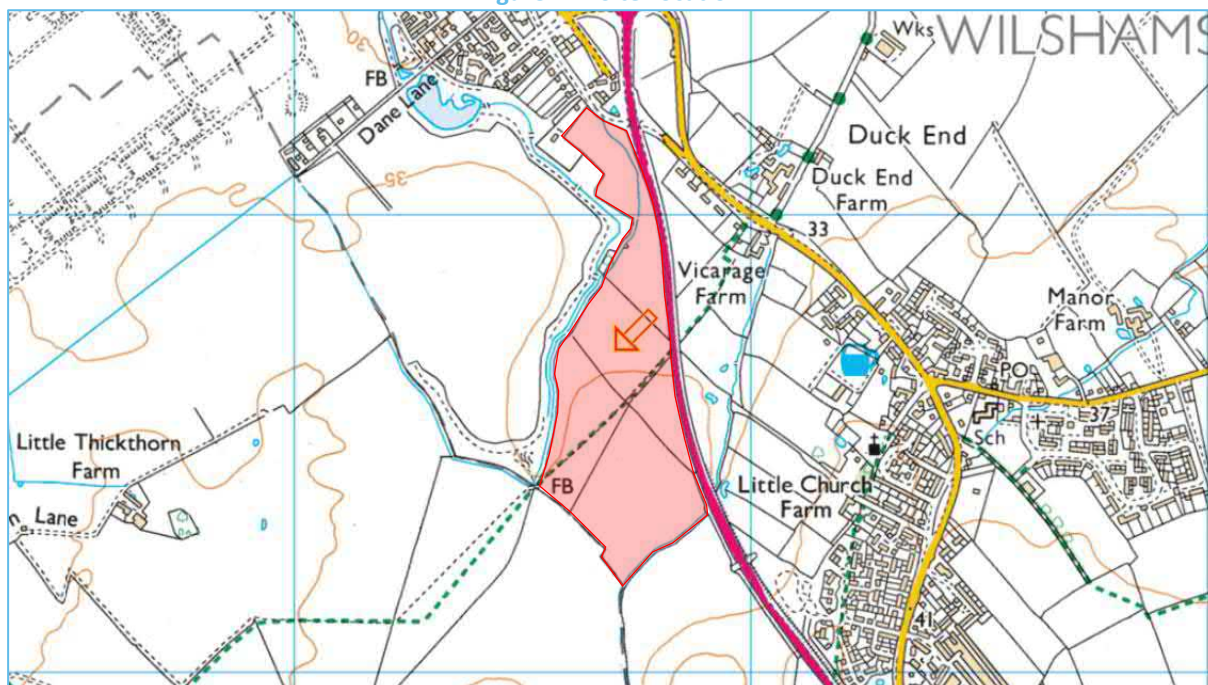 30
Wks
WILSHAMS
FB
Dane Lane
Duck End
35
Duck End
Farm
33
Vicarage
Farm
Manor
Farm
PO
37
Sch
Little Thickthorn
Farm
FB
Little Church
Farm
Lane
41